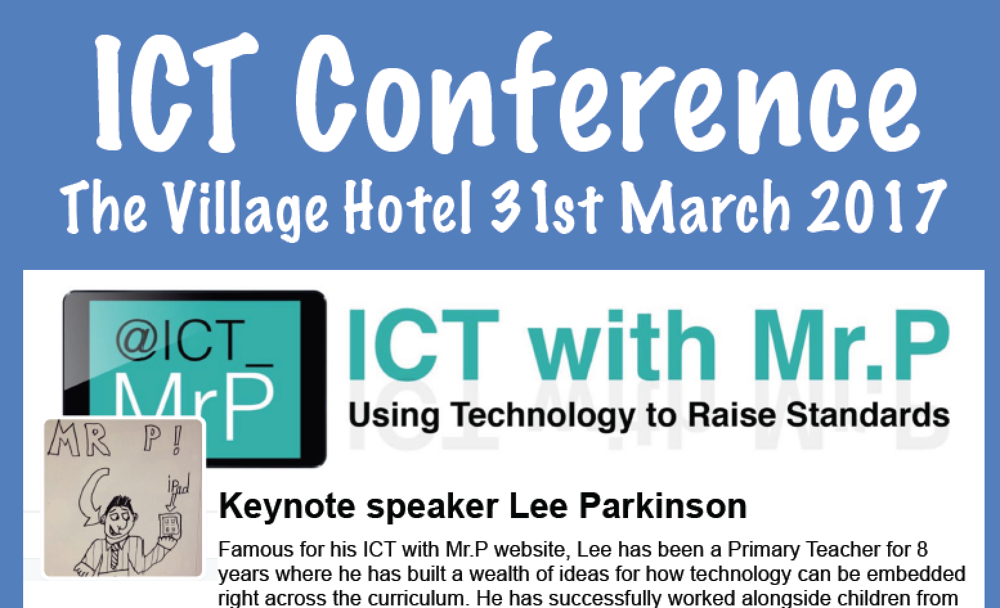 ICT Conference
The Village Hotel 31st March 2017
@ICT_
MrP
ICT with Mr.P
Using Technology to Raise Standards
MR P!
iPad
Keynote speaker Lee Parkinson
Famous for his ICT with Mr.P website, Lee has been a Primary Teacher for 8
years where he has built a wealth of ideas for how technology can be embedded
right across the curriculum. He has successfully worked alongside children from